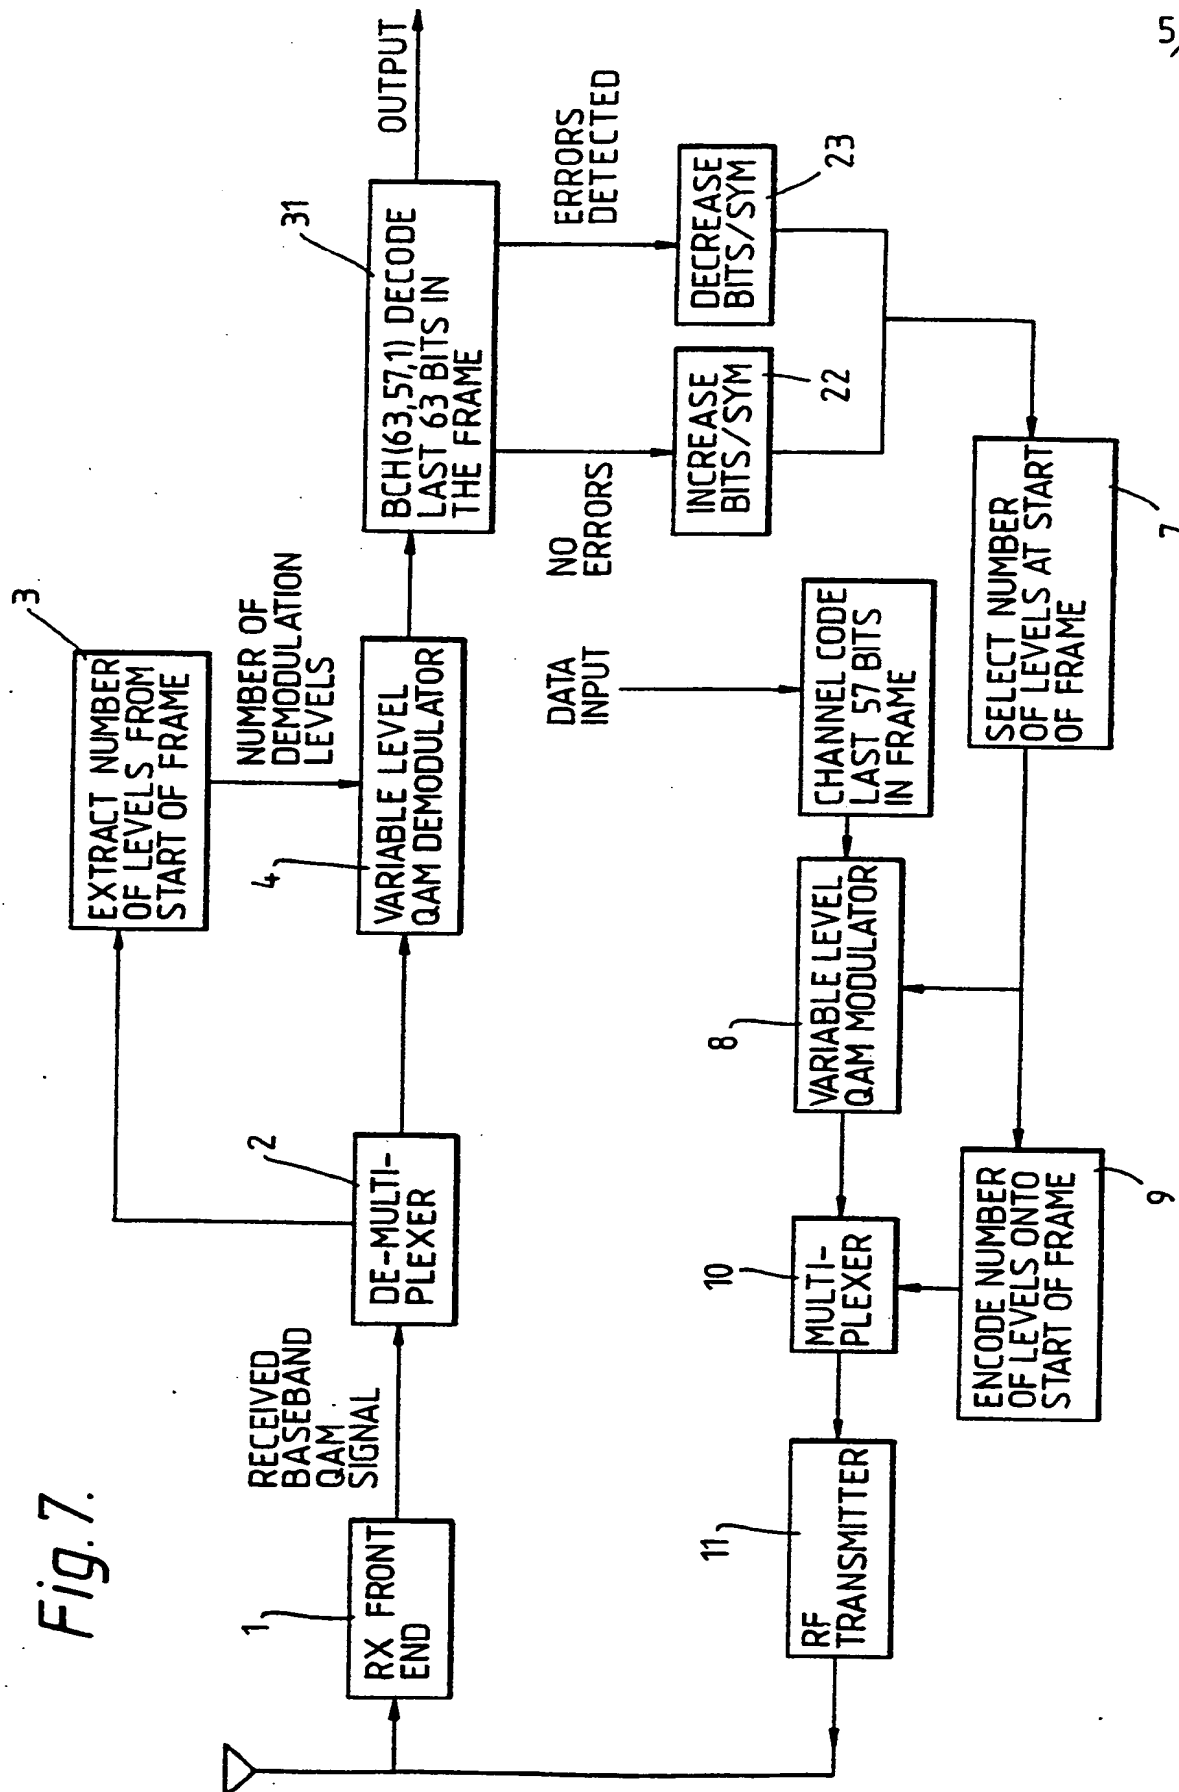 Fig. 7.
1
RX FRONT
END
RECEIVED
BASEBAND
QAM
SIGNAL
2
DE-MULTI-
PLEXER
3
EXTRACT NUMBER
OF LEVELS FROM
START OF FRAME
NUMBER OF
DEMODULATION
LEVELS
4
VARIABLE LEVEL
QAM DEMODULATOR
31
BCH(63,57,1) DECODE
LAST 63 BITS IN
THE FRAME
OUTPUT
NO
ERRORS
ERRORS
DETECTED
INCREASE
BITS/SYM
22
DECREASE
BITS/SYM
23
DATA
INPUT
CHANNEL CODE
LAST 57 BITS
IN FRAME
8
VARIABLE LEVEL
QAM MODULATOR
SELECT NUMBER
OF LEVELS AT START
OF FRAME
7
10
MULTI-
PLEXER
ENCODE NUMBER
OF LEVELS ONTO
START OF FRAME
9
11
RF
TRANSMITTER